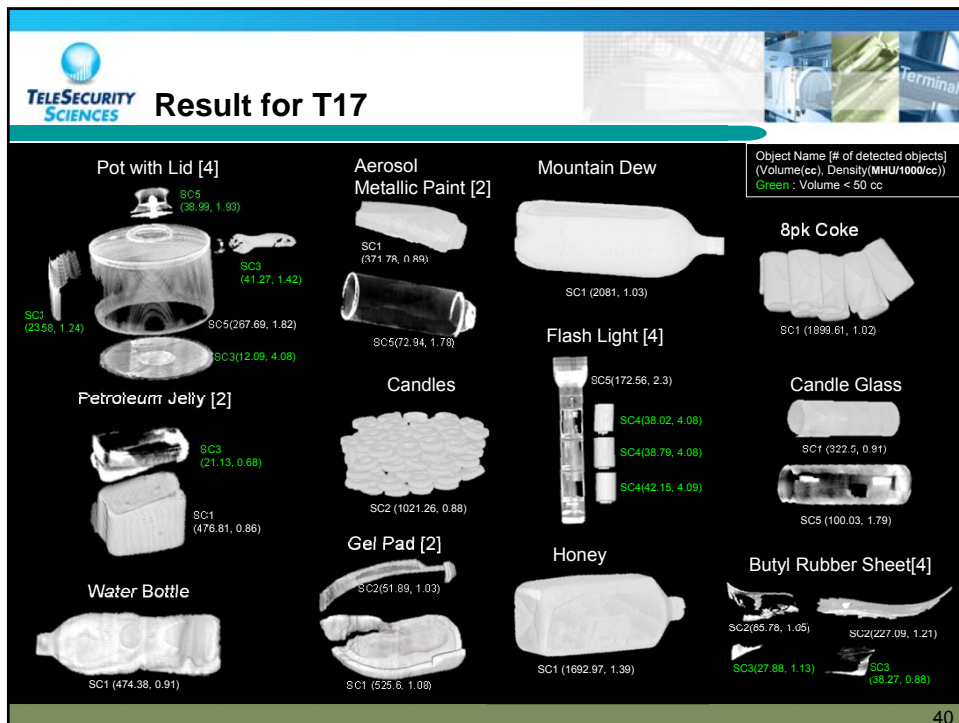 TELESECURITY
SCIENCES
Result for T17
Terminal
Object Name [# of detected objects]
(Volume(cc), Density(MHU/1000/cc))
Green : Volume < 50 cc
Pot with Lid [4]
SC5
(38.99, 1.93)
SC3
(41.27, 1.42)
SC3
(23.58, 1.24)
SC5(267.69, 1.82)
SC3(12.09, 4.08)
Aerosol
Metallic Paint [2]
SC1
(371.78, 0.89)
SC5(72.94, 1.78)
Mountain Dew
SC1 (2081, 1.03)
8pk Coke
SC1 (1899.61, 1.02)
Petroleum Jelly [2]
SC3
(21.13, 0.68)
SC1
(476.81, 0.86)
Candles
SC2 (1021.26, 0.88)
Flash Light [4]
SC5(172.56, 2.3)
SC4(38.02, 4.08)
SC4(38.79, 4.08)
SC4(42.15, 4.09)
Candle Glass
SC1 (322.5, 0.91)
SC5 (100.03, 1.79)
Water Bottle
SC1 (474.38, 0.91)
Gel Pad [2]
SC2(51.89, 1.03)
SC1 (525.6, 1.08)
Honey
SC1 (1692.97, 1.39)
Butyl Rubber Sheet[4]
SC2(85.78, 1.05)
SC2(227.09, 1.21)
SC3(27.88, 1.13)
SC3
(38.27, 0.88)
40